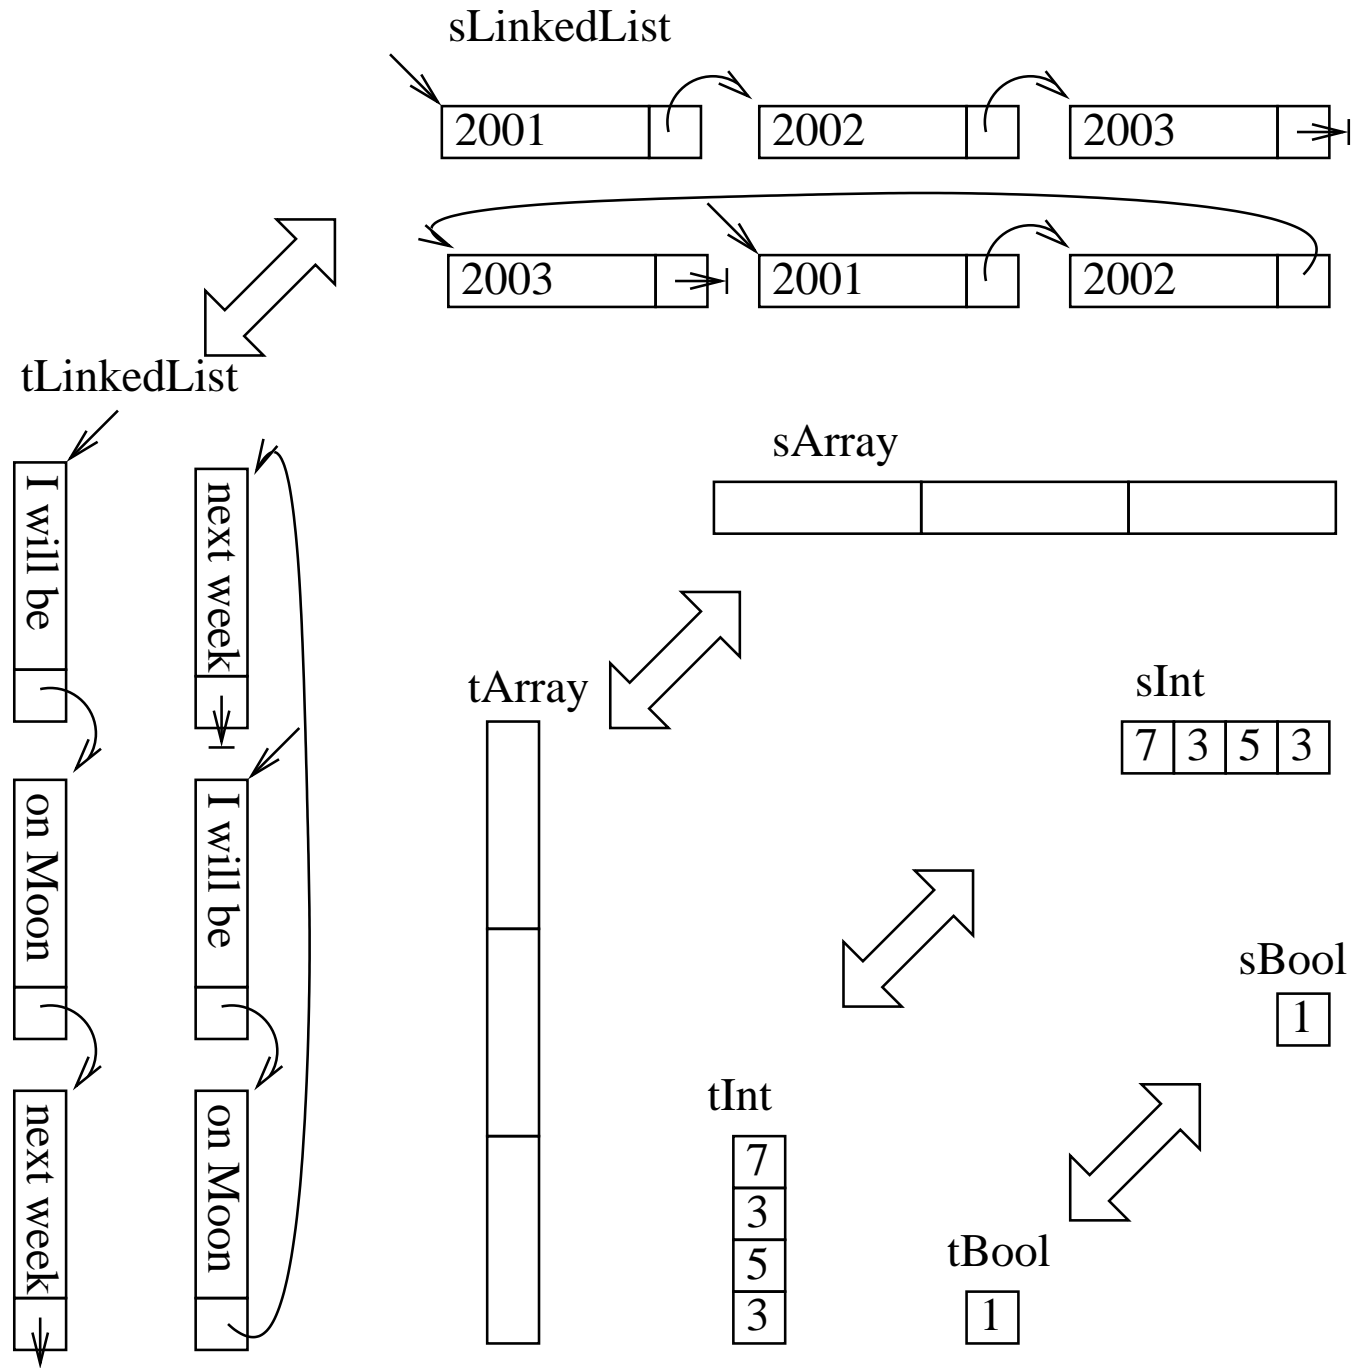 sLinkedList
2001 2002 2003
2003 2001 2002
tLinkedList
I will be
on Moon
next week
next week
I will be
on Moon
sArray
tArray
sInt
7 3 5 3
sBool
1
tInt
7
3
5
3
tBool
1